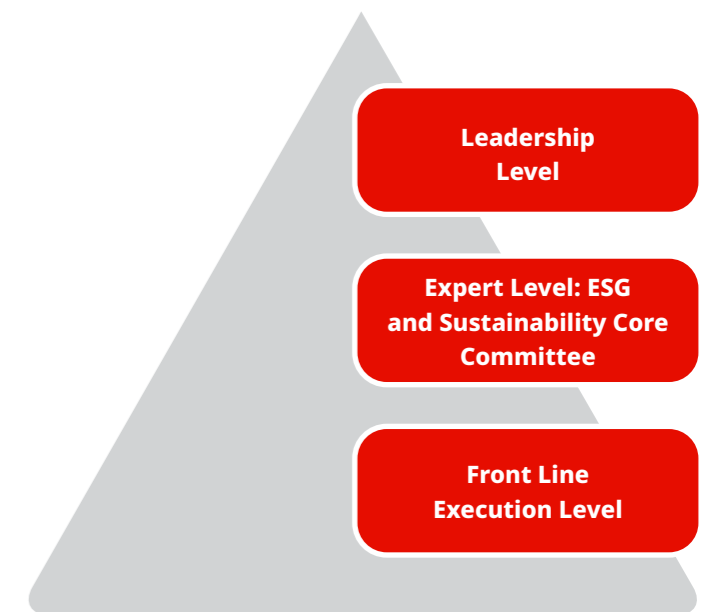 Leadership
Level
Expert Level: ESG
and Sustainability Core
Committee
Front Line
Execution Level